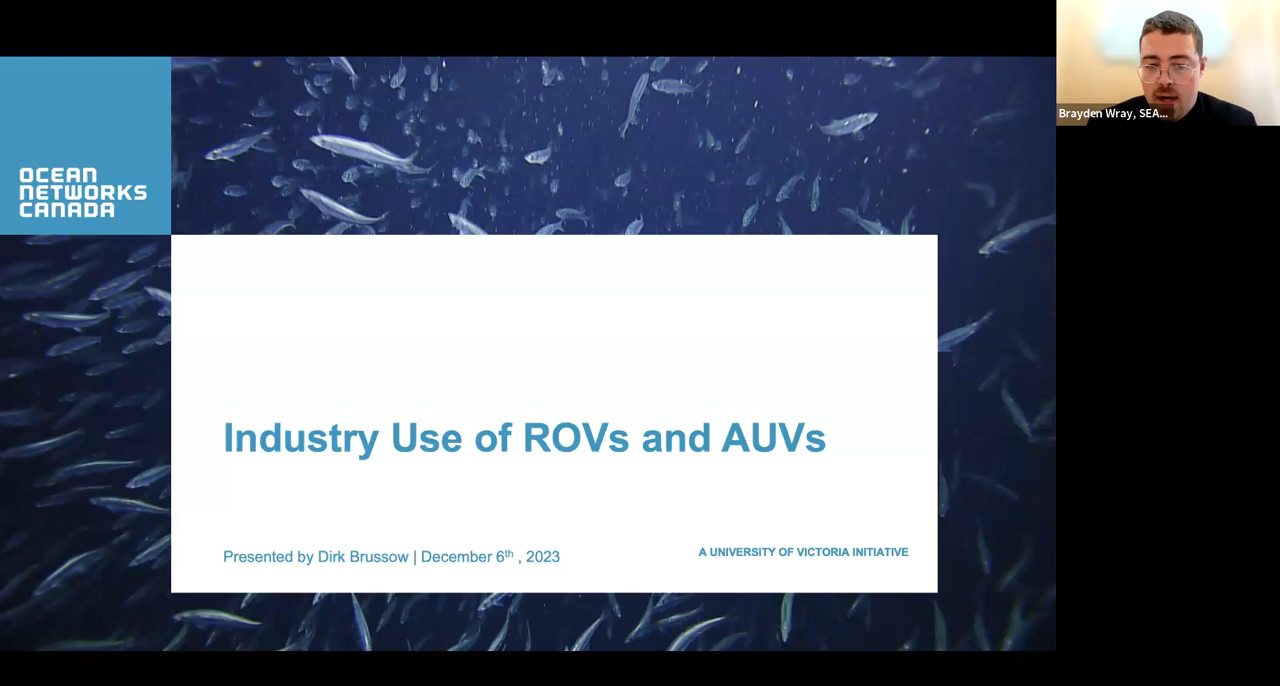 OCEAN
NETWORKS
CANADA
Industry Use of ROVs and AUVs
Presented by Dirk Brussow | December 6th , 2023
A UNIVERSITY OF VICTORIA INITIATIVE
Brayden Wray, SEA...